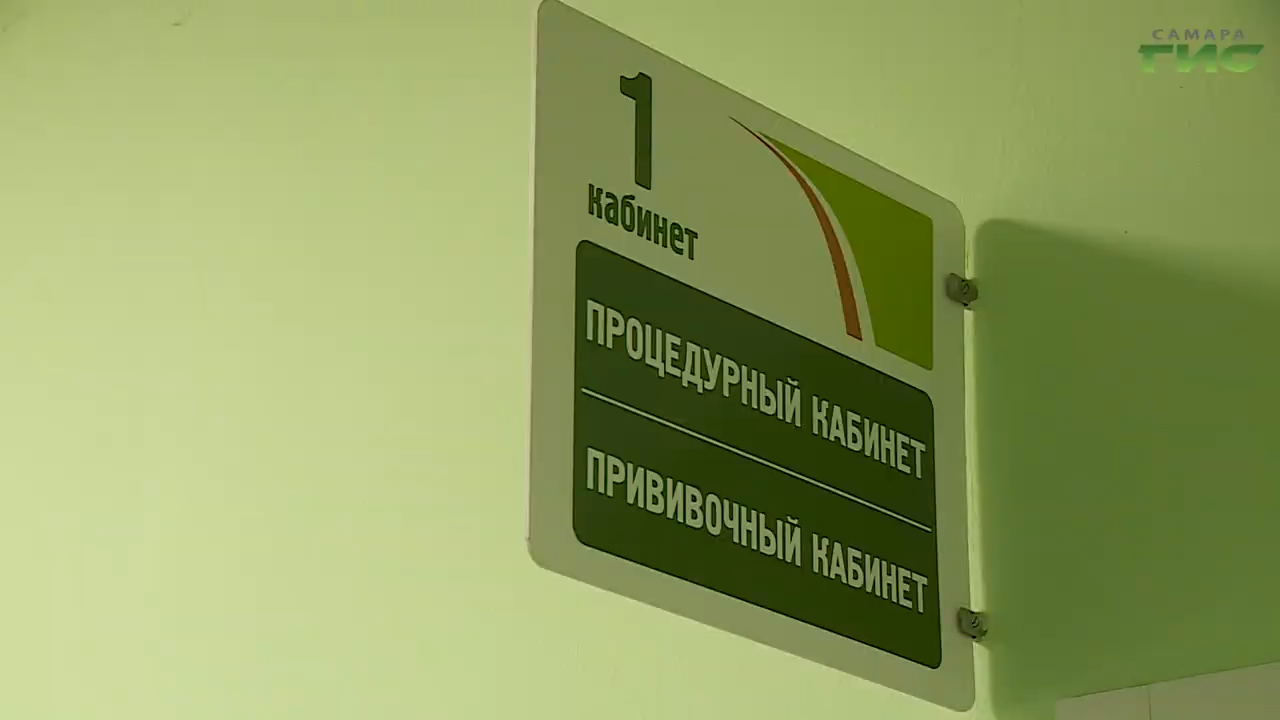 САМАРА
ГИС
1
кабинет
ПРОЦЕДУРНЫЙ КАБИНЕТ
ПРИВИВОЧНЫЙ КАБИНЕТ